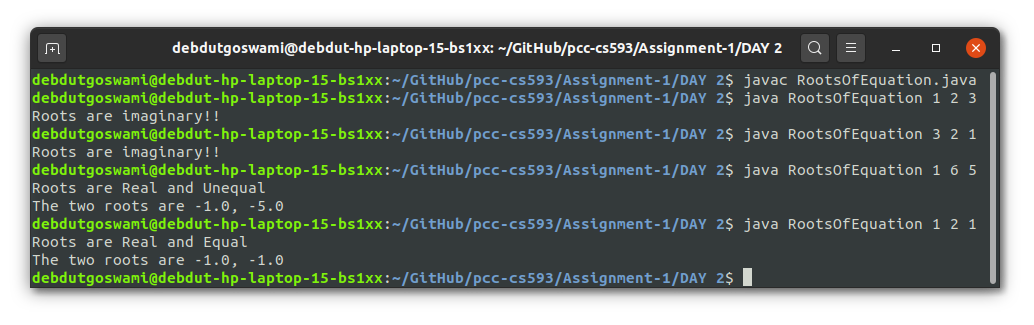 debdutgoswami@debdut-hp-laptop-15-bs1xx: ~/GitHub/pcc-cs593/Assignment-1/DAY 2
debdutgoswami@debdut-hp-laptop-15-bs1xx:~/GitHub/pcc-cs593/Assignment-1/DAY 2$ javac RootsOfEquation.java
debdutgoswami@debdut-hp-laptop-15-bs1xx:~/GitHub/pcc-cs593/Assignment-1/DAY 2$ java RootsOfEquation 1 2 3
Roots are imaginary!!
debdutgoswami@debdut-hp-laptop-15-bs1xx:~/GitHub/pcc-cs593/Assignment-1/DAY 2$ java RootsOfEquation 3 2 1
Roots are imaginary!!
debdutgoswami@debdut-hp-laptop-15-bs1xx:~/GitHub/pcc-cs593/Assignment-1/DAY 2$ java RootsOfEquation 1 6 5
Roots are Real and Unequal
The two roots are -1.0, -5.0
debdutgoswami@debdut-hp-laptop-15-bs1xx:~/GitHub/pcc-cs593/Assignment-1/DAY 2$ java RootsOfEquation 1 2 1
Roots are Real and Equal
The two roots are -1.0, -1.0
debdutgoswami@debdut-hp-laptop-15-bs1xx:~/GitHub/pcc-cs593/Assignment-1/DAY 2$